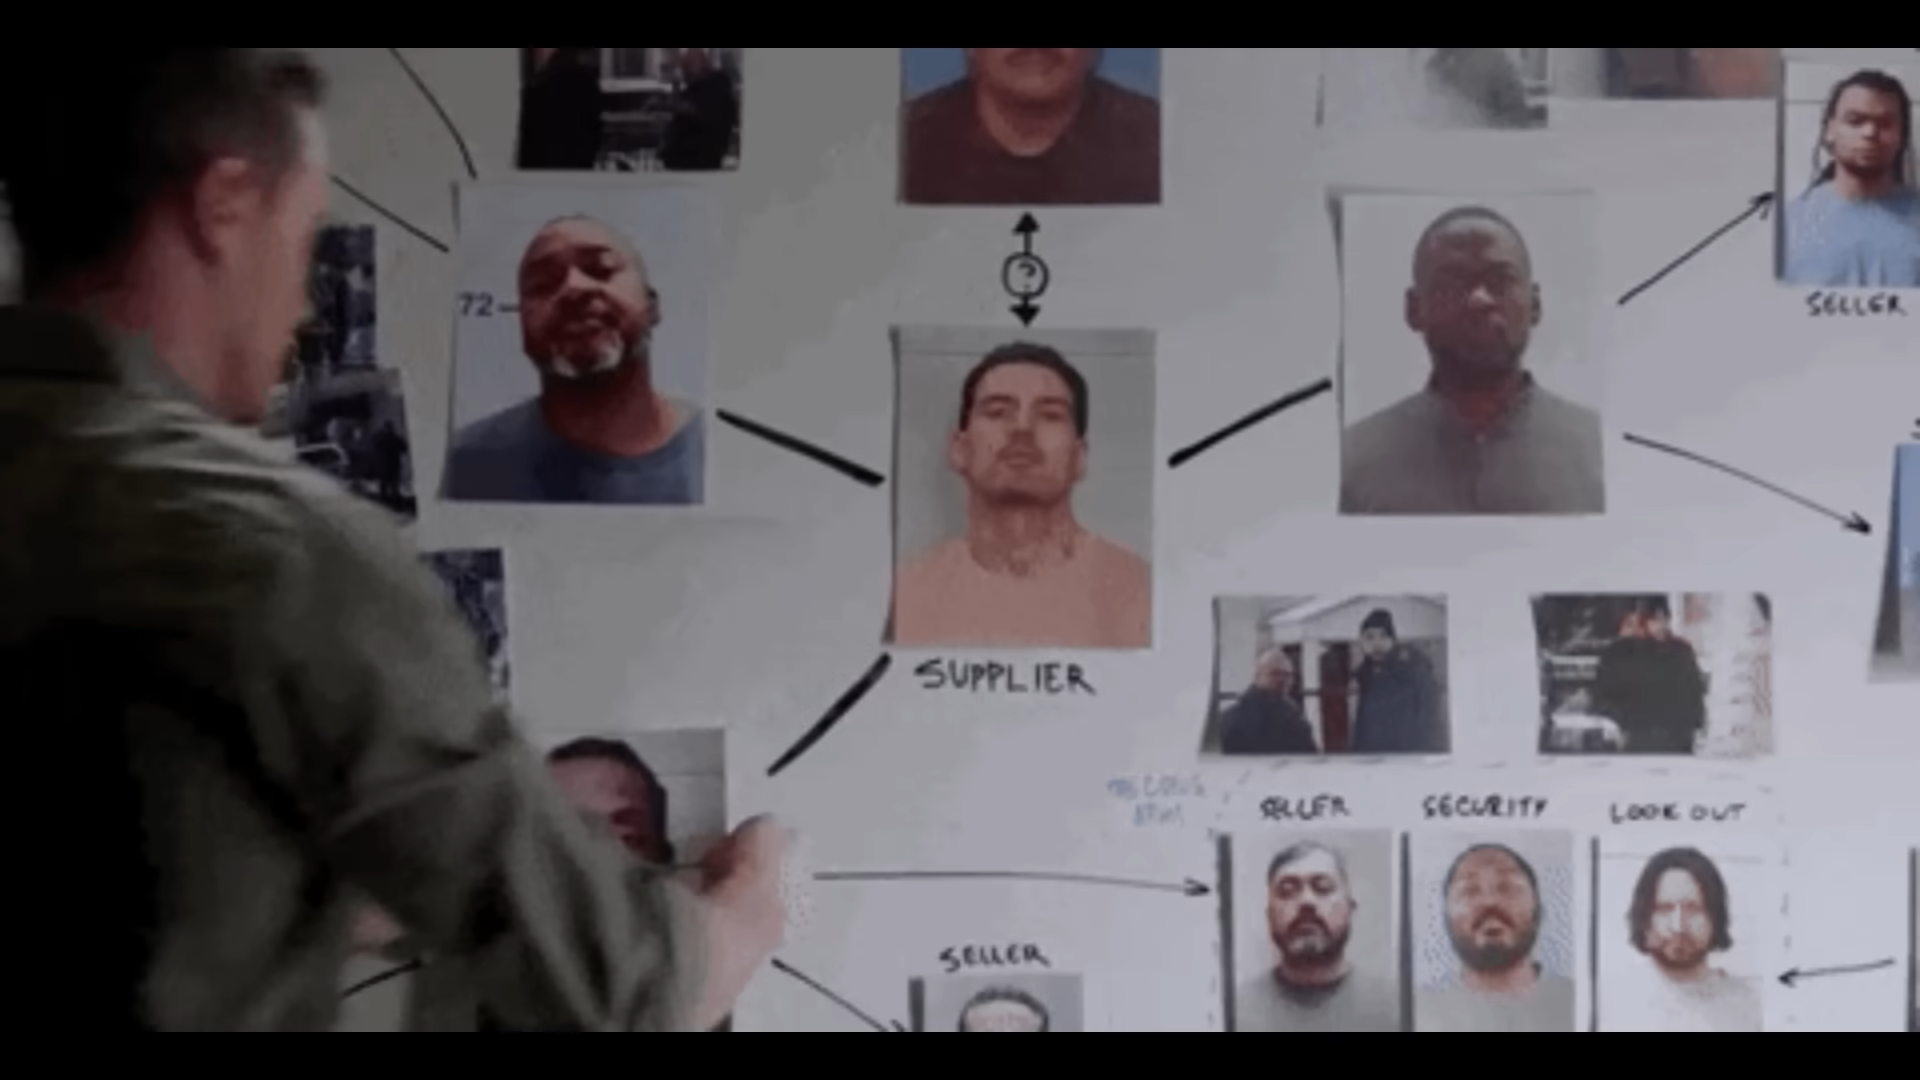 72
?
SELLER
SUPPLIER
SELLER
SECURITY
LOOK OUT
SELLER